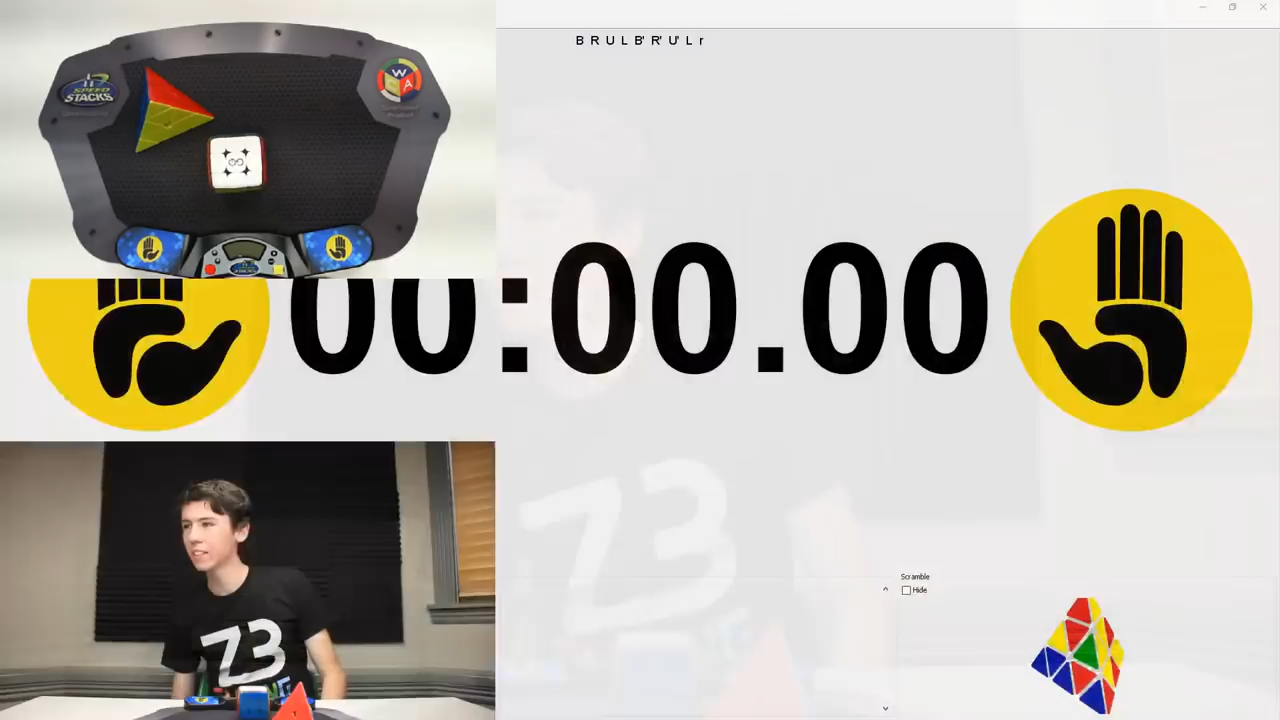 B R U L B' R' U' L r
SPEED
STACKS
W
C A
00:00.00
Scramble
Hide
Z3